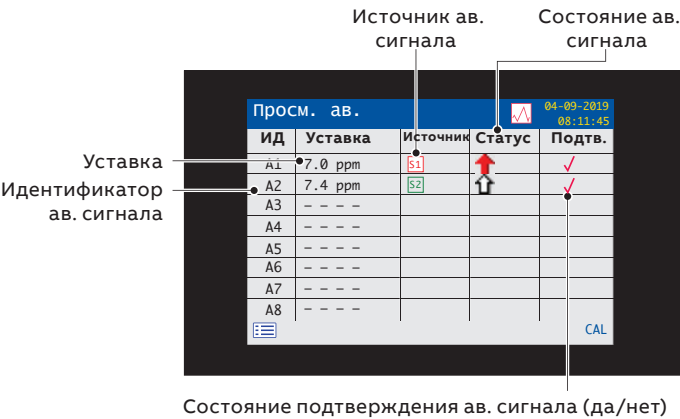 Источник ав.
сигнала
Состояние ав.
сигнала
Просм. ав.
04-09-2019
08:11:45
ИД Уставка Источник Статус Подтв.
Уставка
Идентификатор
ав. сигнала
A1 7.0 ppm S1 √
A2 7.4 ppm S2 √
A3 – – – –
A4 – – – –
A5 – – – –
A6 – – – –
A7 – – – –
A8 – – – –
CAL
Состояние подтверждения ав. сигнала (да/нет)